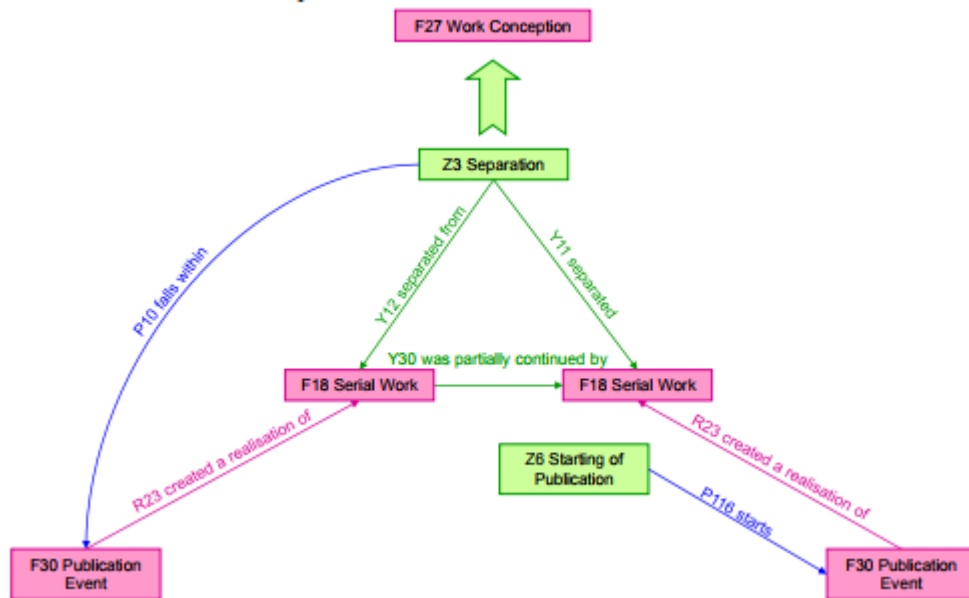 F27 Work Conception
Z3 Separation
P10 falls within
Y12 separated from
Y11 separated
Y30 was partially continued by
F18 Serial Work
F18 Serial Work
R23 created a realisation of
Z6 Starting of
Publication
R23 created a realisation of
P116 starts
F30 Publication
Event
F30 Publication
Event